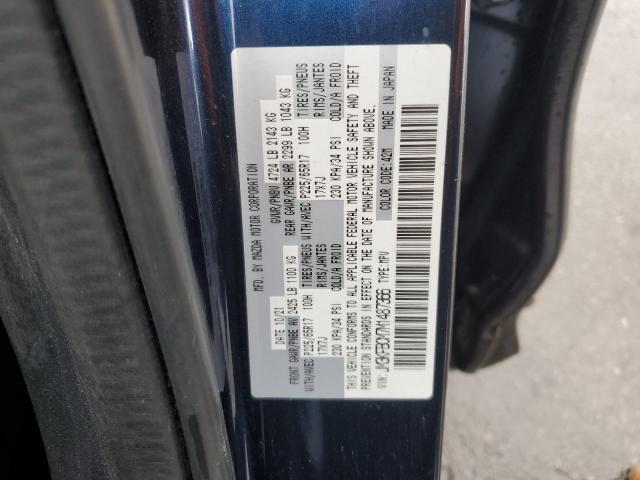 MFD. BY MAZDA MOTOR CORPORATION
DATE 10/21 GVWR/PNBV 4724 LB 2143 KG
FRONT GAWR/PNBE AV 2425 LB 1100 KG REAR GAWR/PNBE AR 2299 LB 1043 KG
WITH/AVEC P225/65R17 100H TIRES/PNEUS WITH/AVEC P225/65R17 100H TIRES/PNEUS
17X7J RIMS/JANTES 17X7J RIMS/JANTES
230 KPA/34 PSI COLD/A FROID 230 KPA/34 PSI COLD/A FROID
THIS VEHICLE CONFORMS TO ALL APPLICABLE FEDERAL MOTOR VEHICLE SAFETY AND THEFT
PREVENTION STANDARDS IN EFFECT ON THE DATE OF MANUFACTURE SHOWN ABOVE.
COLOR CODE:42M MADE IN JAPAN
VIN: TYPE:MPV